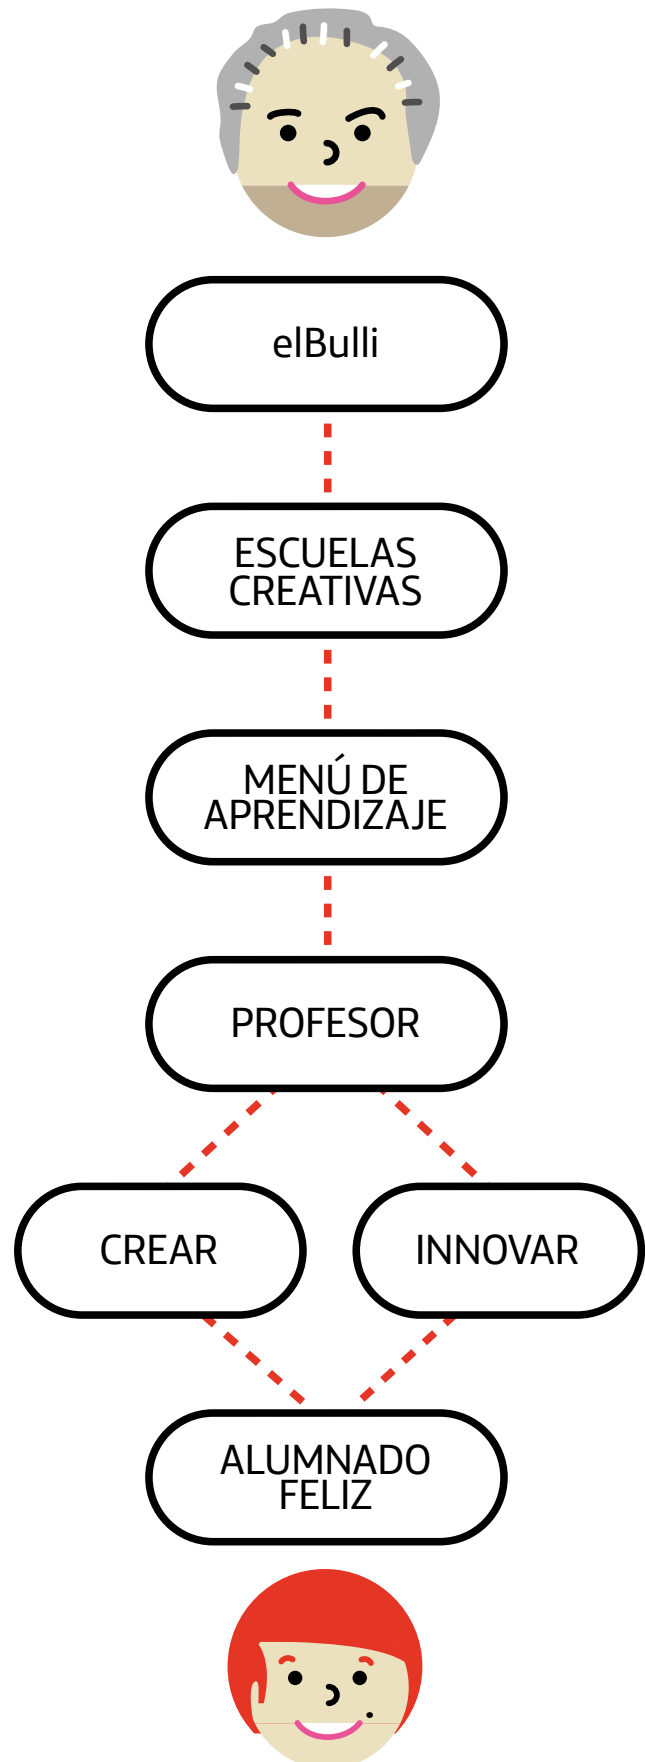 elBulli
ESCUELAS
CREATIVAS
MENÚ DE
APRENDIZAJE
PROFESOR
CREAR
INNOVAR
ALUMNADO
FELIZ